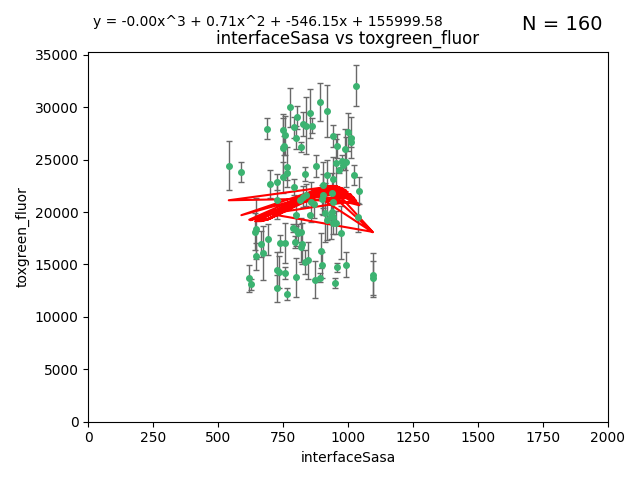 y = -0.00x^3 + 0.71x^2 + -546.15x + 155999.58
N = 160
interfaceSasa vs toxgreen_fluor
35000
30000
25000
20000
15000
10000
5000
0
toxgreen_fluor
0 250 500 750 1000 1250 1500 1750 2000
interfaceSasa